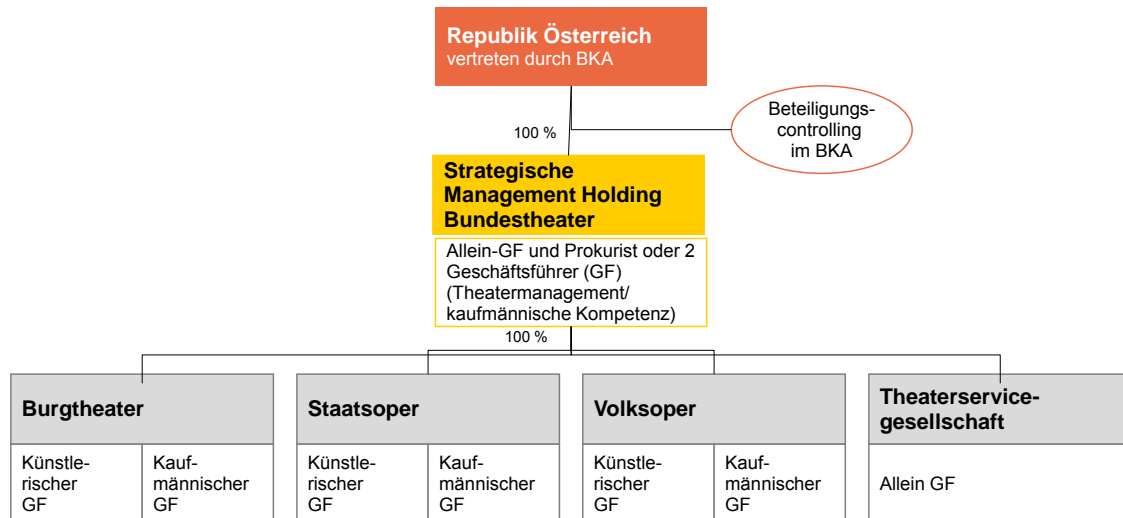 Republik Österreich
vertreten durch BKA
Beteiligungs-
controlling
im BKA
100 %
Strategische
Management Holding
Bundestheater
Allein-GF und Prokurist oder 2
Geschäftsführer (GF)
(Theatermanagement/
kaufmännische Kompetenz)
100 %
Burgtheater
Künstle-
rischer
GF
Kauf-
männischer
GF
Staatsoper
Künstle-
rischer
GF
Kauf-
männischer
GF
Volksoper
Künstle-
rischer
GF
Kauf-
männischer
GF
Theaterservice-
gesellschaft
Allein GF